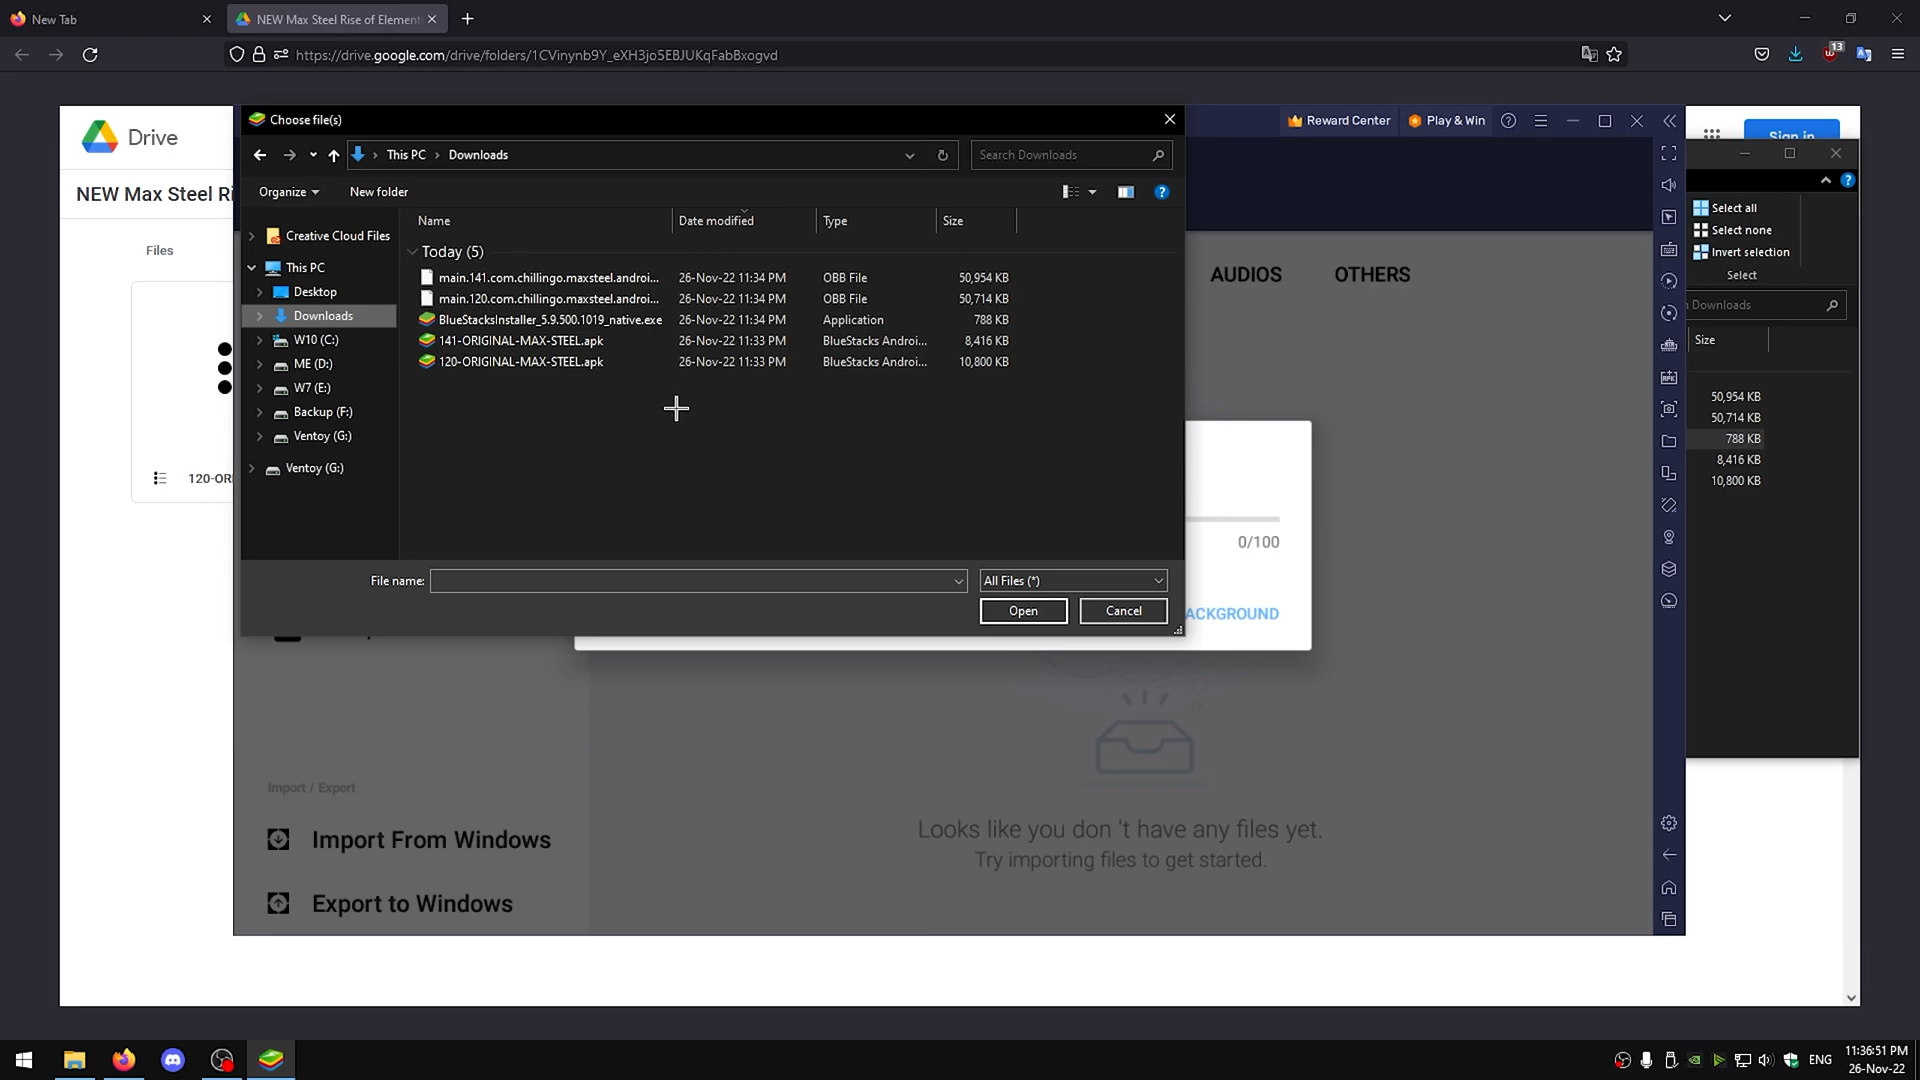 New Tab
NEW Max Steel Rise of Element
https://drive.google.com/drive/folders/1CVinynb9Y_eXH3jo5EBJUKqFabBxogvd
13
Drive
NEW Max Steel Ri
Files
120-ORI
Choose file(s)
This PC
Downloads
Search Downloads
Organize
New folder
Name
Date modified
Type
Size
Creative Cloud Files
This PC
Desktop
Downloads
W10 (C:)
ME (D:)
W7 (E:)
Backup (F:)
Ventoy (G:)
Ventoy (G:)
Today (5)
main.141.com.chillingo.maxsteel.androi... 26-Nov-22 11:34 PM OBB File 50,954 KB
main.120.com.chillingo.maxsteel.androi... 26-Nov-22 11:34 PM OBB File 50,714 KB
BlueStacksInstaller_5.9.500.1019_native.exe 26-Nov-22 11:34 PM Application 788 KB
141-ORIGINAL-MAX-STEEL.apk 26-Nov-22 11:33 PM BlueStacks Androi... 8,416 KB
120-ORIGINAL-MAX-STEEL.apk 26-Nov-22 11:33 PM BlueStacks Androi... 10,800 KB
File name:
All Files (*)
Open
Cancel
Reward Center
Play & Win
AUDIOS
OTHERS
0/100
ACKGROUND
Import / Export
Import From Windows
Export to Windows
Looks like you don 't have any files yet.
Try importing files to get started.
Sign in
Select all
Select none
Invert selection
Select
Downloads
Size
50,954 KB
50,714 KB
788 KB
8,416 KB
10,800 KB
ENG
11:36:51 PM
26-Nov-22